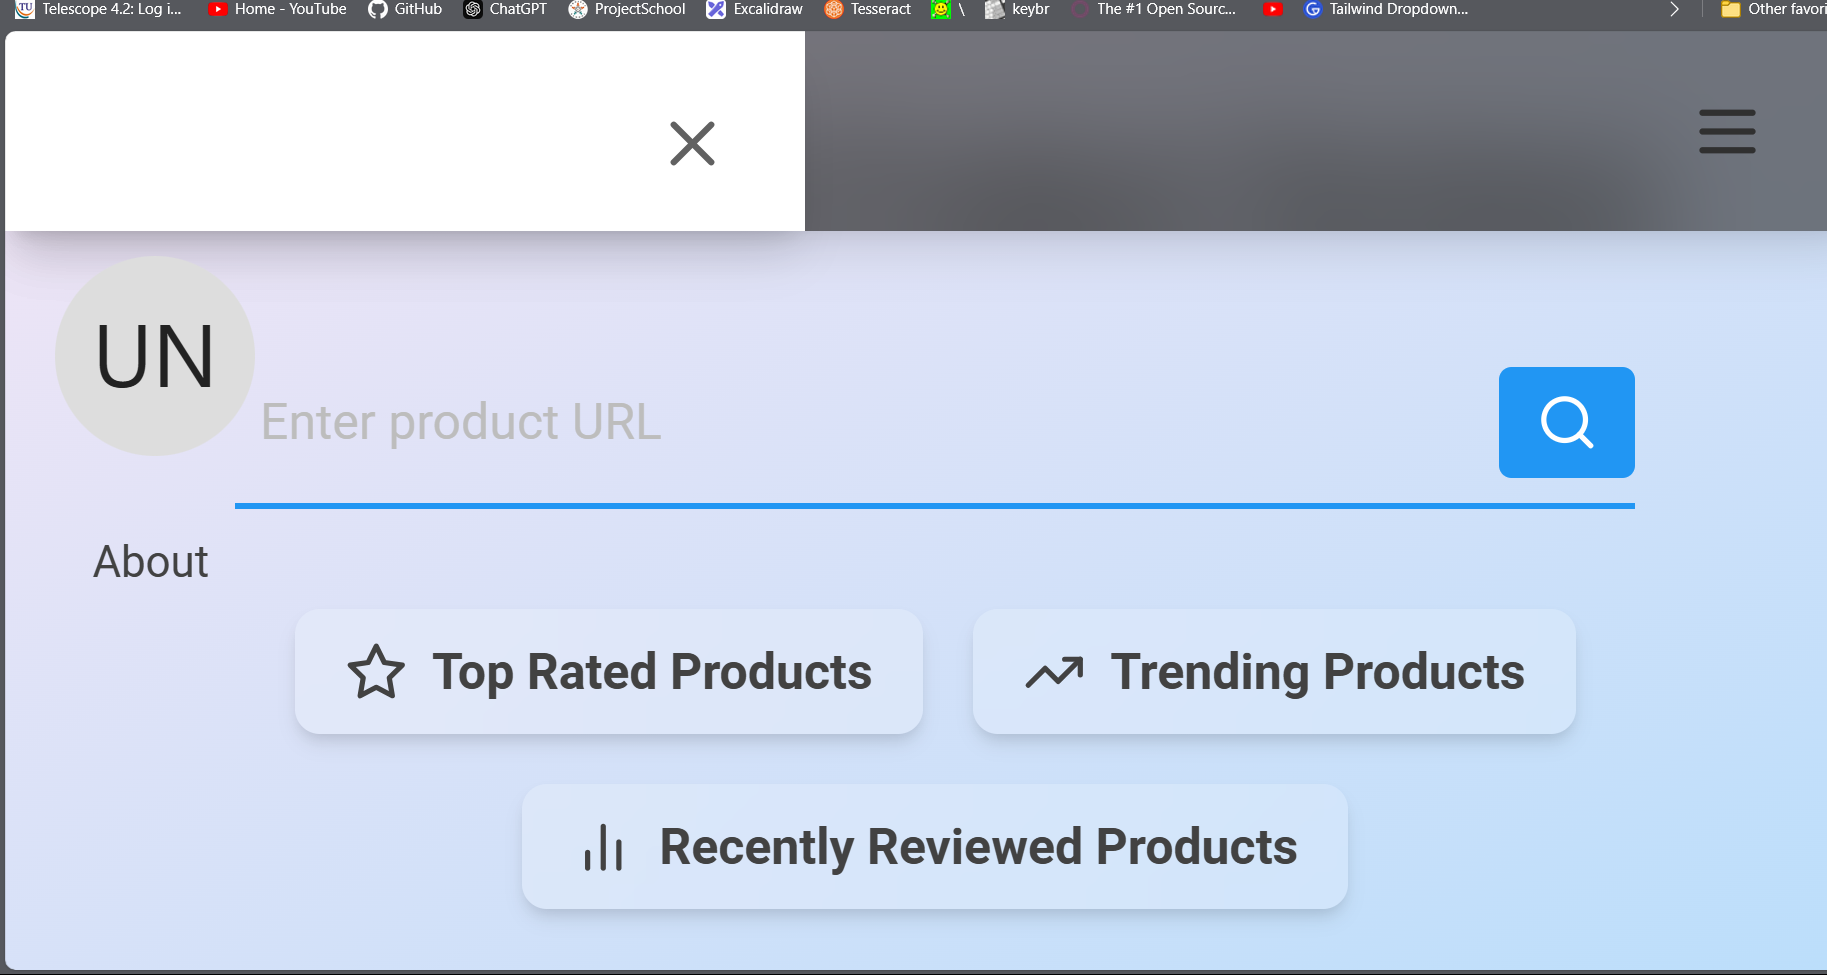 Telescope 4.2: Log i... Home - YouTube GitHub ChatGPT ProjectSchool Excalidraw Tesseract \ keybr The #1 Open Sourc... Tailwind Dropdown... Other favori
UN
Enter product URL
About
Top Rated Products Trending Products
Recently Reviewed Products